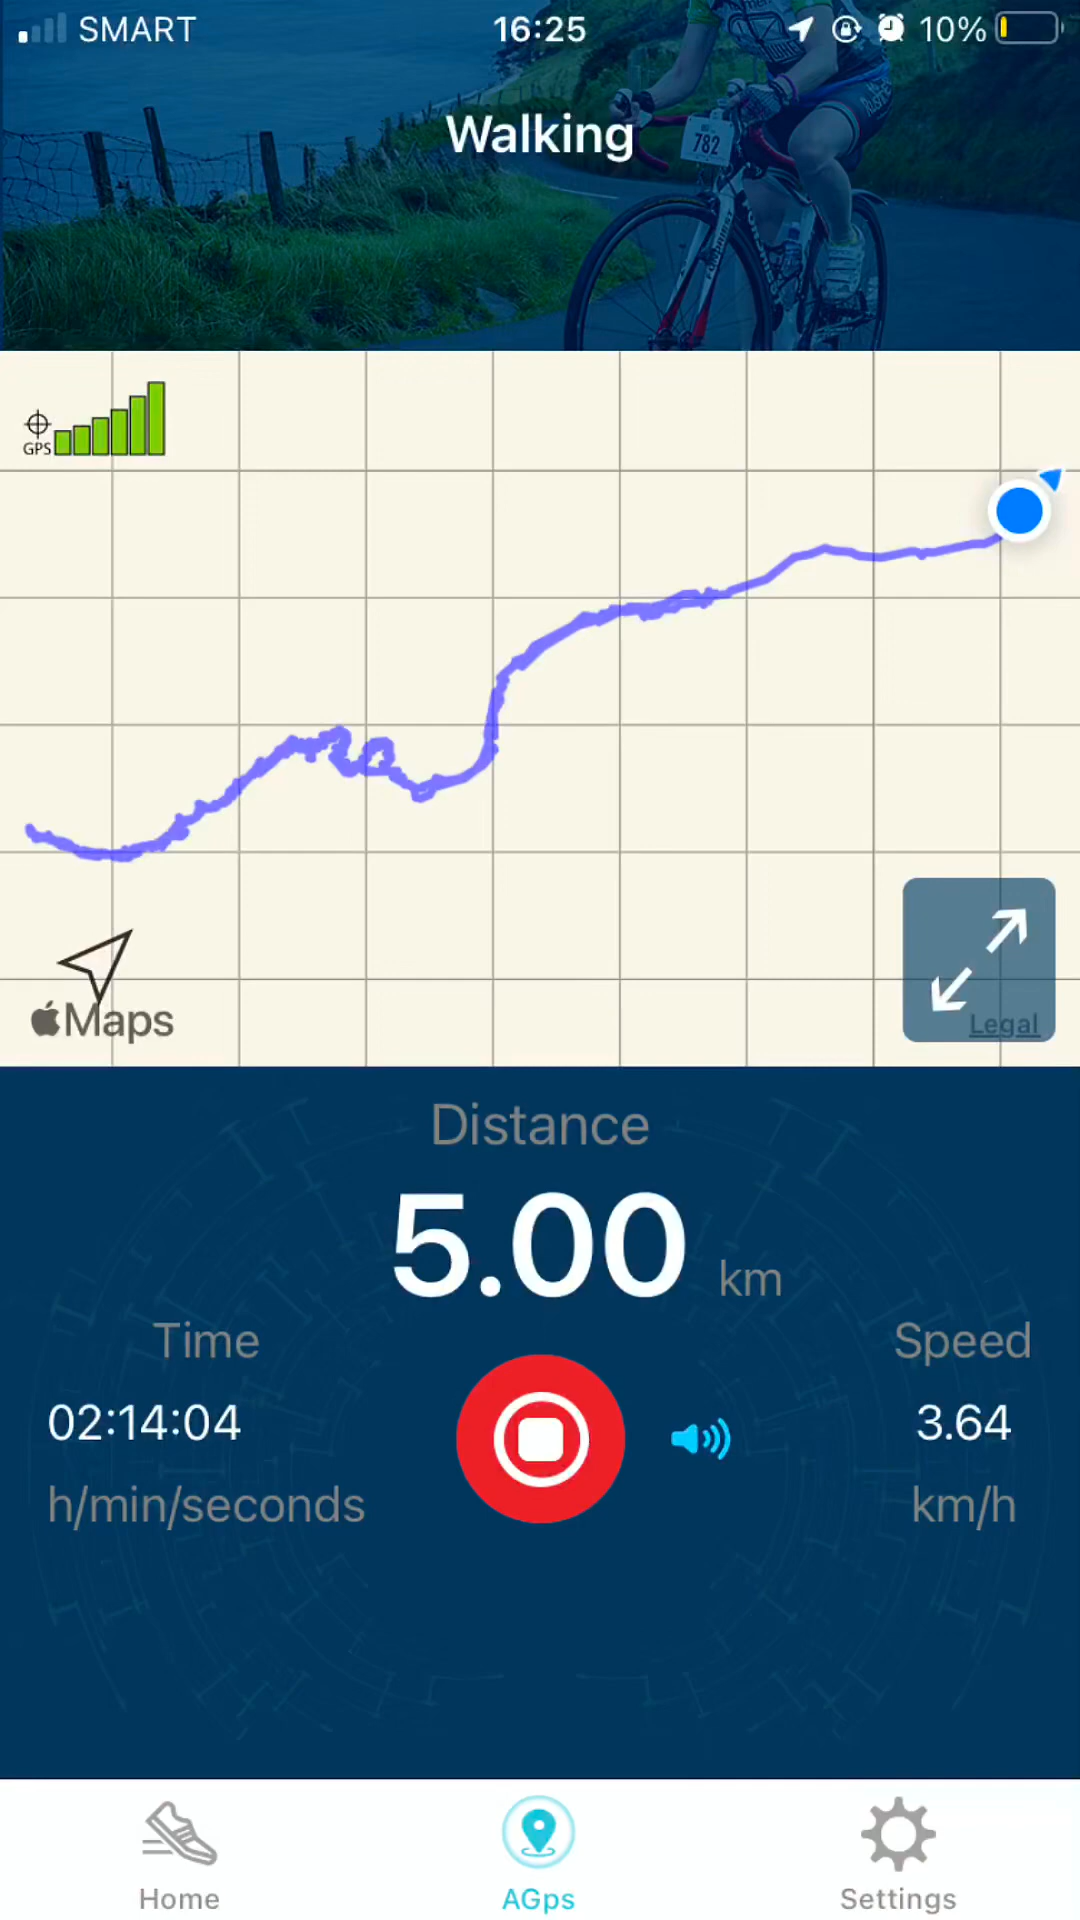 SMART 16:25 10%
Walking
782
GPS
Maps
Legal
Distance
5.00 km
Time
Speed
02:14:04
3.64
h/min/seconds
km/h
Home
AGps
Settings